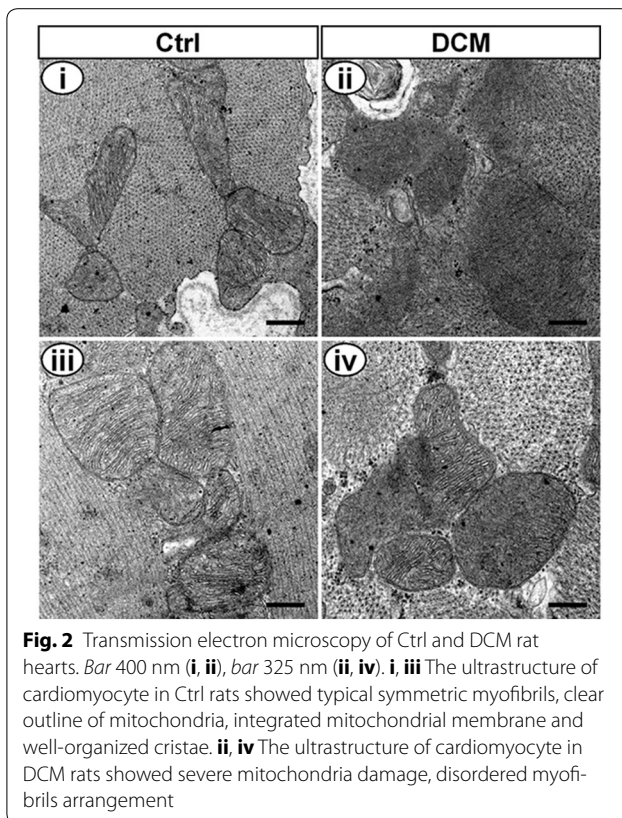 Ctrl
DCM
i
ii
iii
iv
Fig. 2 Transmission electron microscopy of Ctrl and DCM rat
hearts. Bar 400 nm (i, ii), bar 325 nm (ii, iv). i, iii The ultrastructure of
cardiomyocyte in Ctrl rats showed typical symmetric myofibrils, clear
outline of mitochondria, integrated mitochondrial membrane and
well-organized cristae. ii, iv The ultrastructure of cardiomyocyte in
DCM rats showed severe mitochondria damage, disordered myofi-
brils arrangement